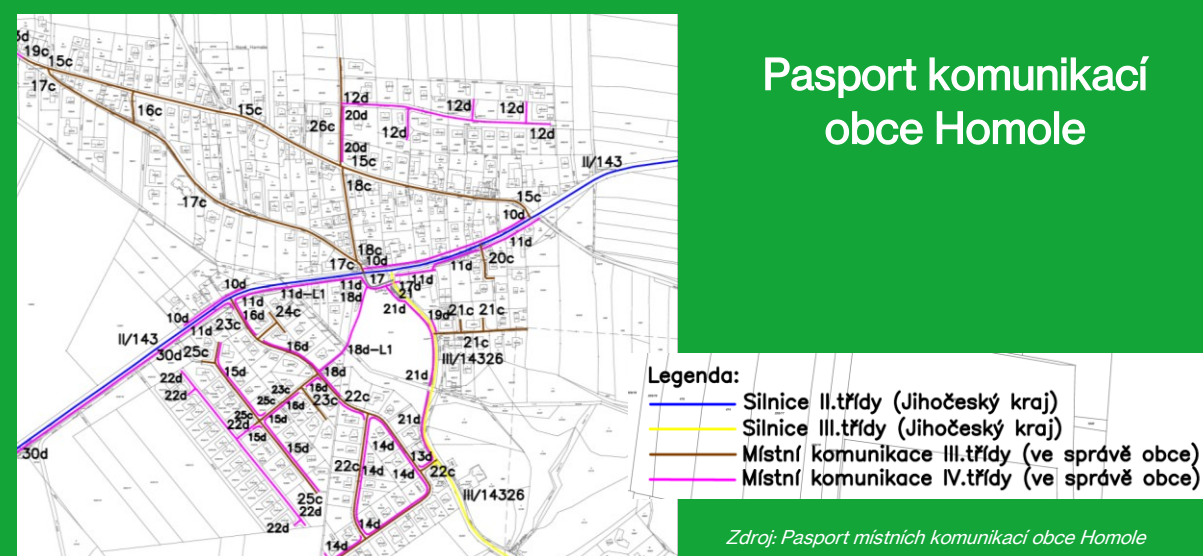 Pasport komunikací
obce Homole
3d
19c
15c
17c
16c
15c
26c
12d
20d
20d
12d
12d
12d
12d
15c
18c
II/143
17c
15c
10d
11d
18c
10d
17c
17
11d
20c
11d
10d
11d-L1
11d
18d
17d
21
21d
11d
16d
24c
10d
11d
23c
19d
21c
21c
21c
II/143
30d
25c
16d
18d-L1
III/14326
15d
18d
22d
22d
23c
18d
23c
22c
21d
25c
16d
25c
15d
22d
15d
21d
15d
14d
13d
22c
14d
14d
22c
30d
25c
22d
22d
III/14326
14d
14d
Legenda:
Silnice II.třídy (Jihočeský kraj)
Silnice III.třídy (Jihočeský kraj)
Místní komunikace III.třídy (ve správě obce)
Místní komunikace IV.třídy (ve správě obce)
Zdroj: Pasport místních komunikací obce Homole